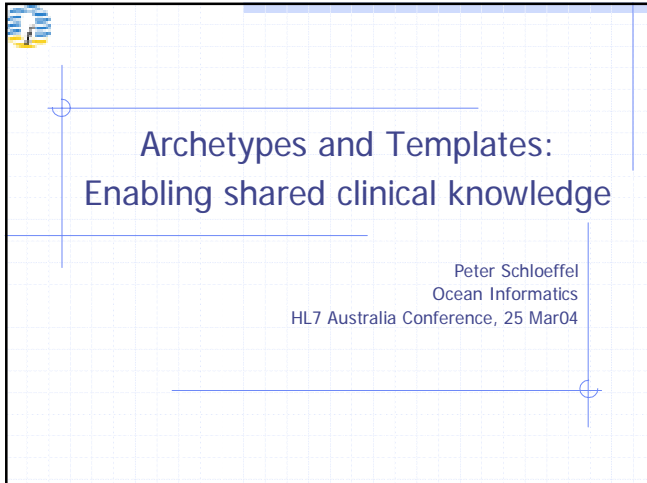 Archetypes and Templates:
Enabling shared clinical knowledge
Peter Schloeffel
Ocean Informatics
HL7 Australia Conference, 25 Mar04